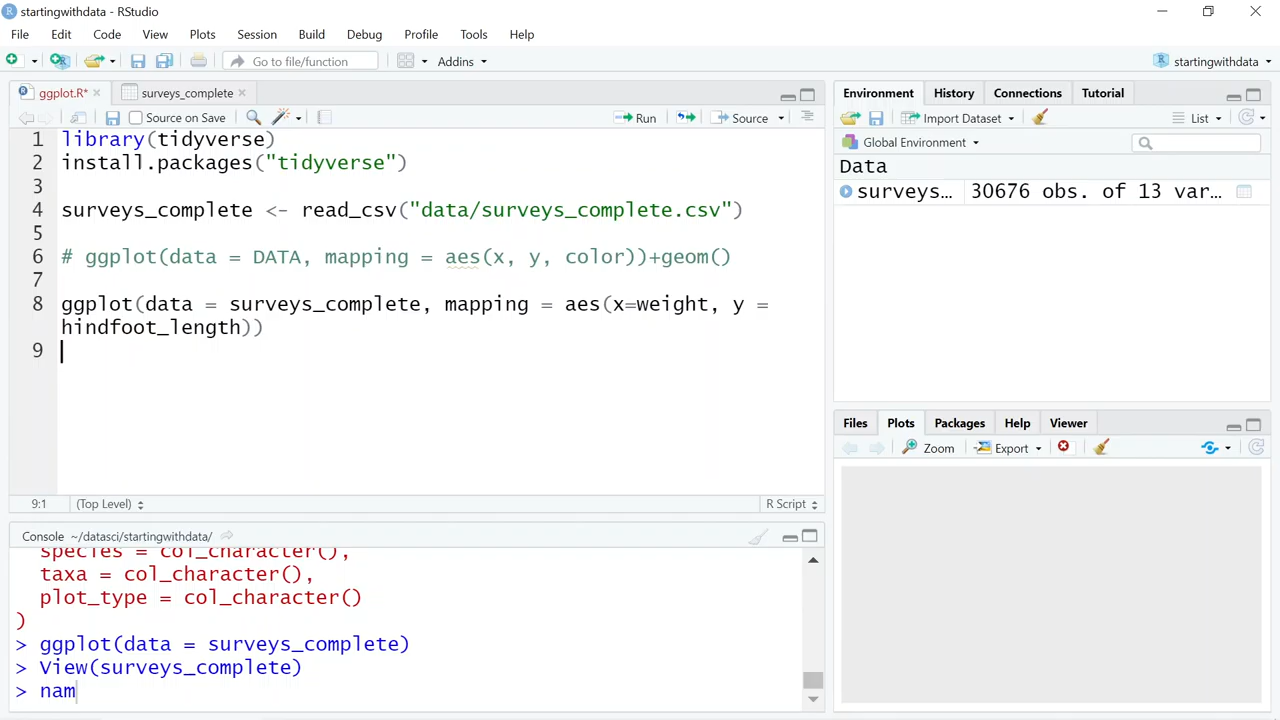 startingwithdata - RStudio
File Edit Code View Plots Session Build Debug Profile Tools Help
Go to file/function Addins startingwithdata
ggplot.R* surveys_complete
Source on Save Run Source
1 library(tidyverse)
2 install.packages("tidyverse")
3
4 surveys_complete <- read_csv("data/surveys_complete.csv")
5
6 # ggplot(data = DATA, mapping = aes(x, y, color))+geom()
7
8 ggplot(data = surveys_complete, mapping = aes(x=weight, y =
hindfoot_length))
9
9:1 (Top Level) R Script
Console ~/datasci/startingwithdata/
species = col_character(),
taxa = col_character(),
plot_type = col_character()
)
> ggplot(data = surveys_complete)
> View(surveys_complete)
> nam
Environment History Connections Tutorial
Import Dataset List
Global Environment
Data
surveys… 30676 obs. of 13 var…
Files Plots Packages Help Viewer
Zoom Export